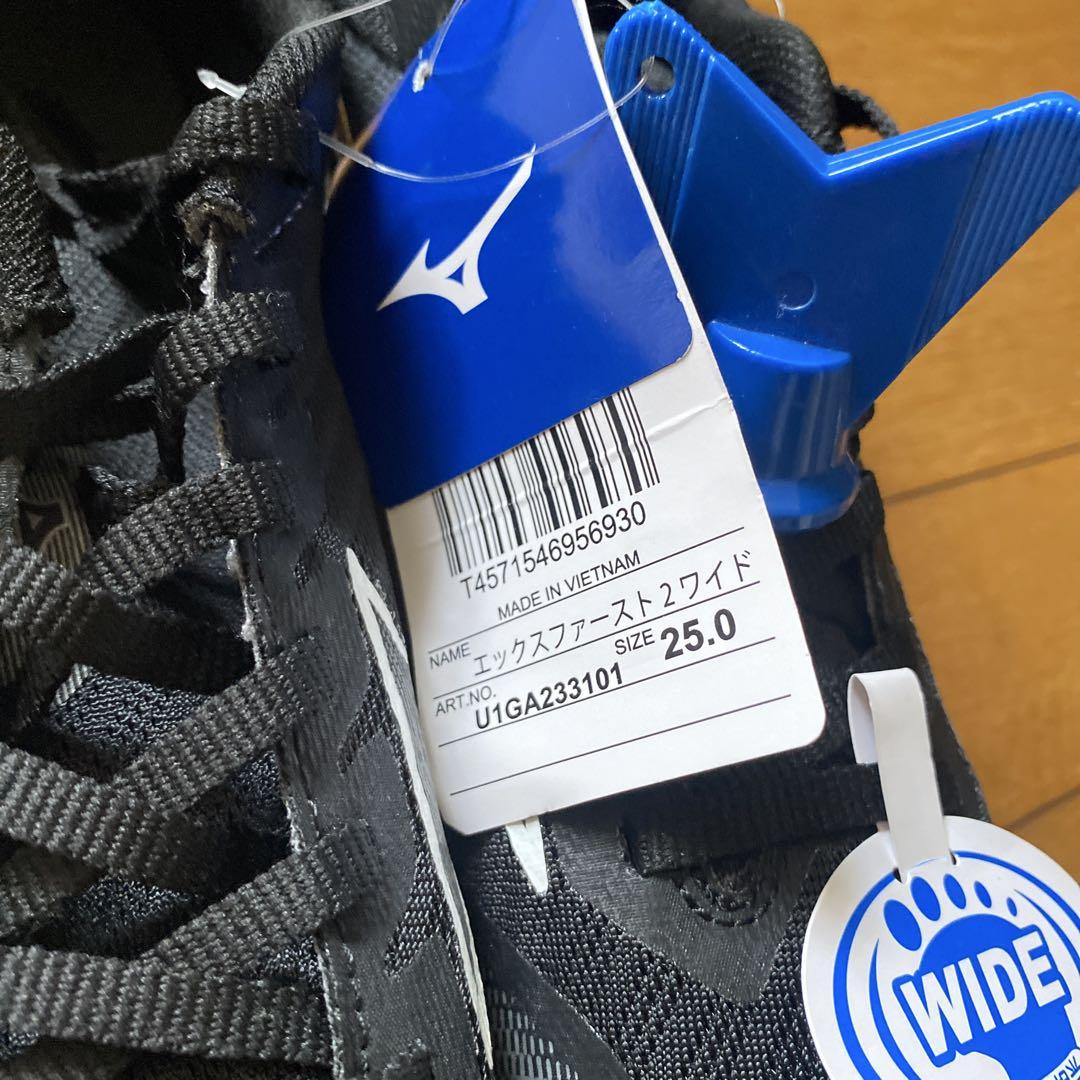 T4571546956930
MADE IN VIETNAM
NAME エックスファースト2ワイド
ART.NO. SIZE 25.0
U1GA233101
WIDE